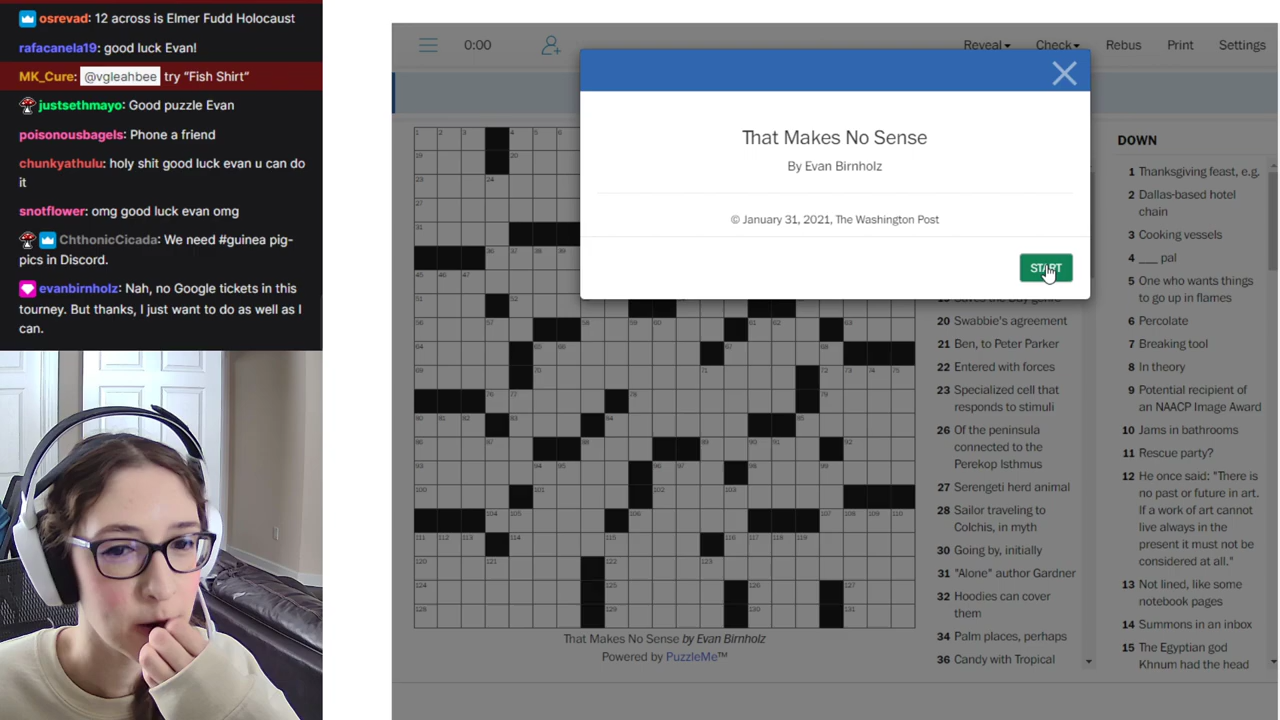 osrevad: 12 across is Elmer Fudd Holocaust
rafacanela19: good luck Evan!
MK_Cure: @vgleahbee try “Fish Shirt”
justsethmayo: Good puzzle Evan
poisonousbagels: Phone a friend
chunkyathulu: holy shit good luck evan u can do
it
snotflower: omg good luck evan omg
ChthonicCicada: We need #guinea pig-
pics in Discord.
evanbirnholz: Nah, no Google tickets in this
tourney. But thanks, I just want to do as well as I
can.
0:00
Reveal
Check
Rebus
Print
Settings
That Makes No Sense
By Evan Birnholz
© January 31, 2021, The Washington Post
START
20 Swabbie's agreement
21 Ben, to Peter Parker
22 Entered with forces
23 Specialized cell that
responds to stimuli
26 Of the peninsula
connected to the
Perekop Isthmus
27 Serengeti herd animal
28 Sailor traveling to
Colchis, in myth
30 Going by, initially
31 "Alone" author Gardner
32 Hoodies can cover
them
34 Palm places, perhaps
36 Candy with Tropical
DOWN
1 Thanksgiving feast, e.g.
2 Dallas-based hotel
chain
3 Cooking vessels
4 ___ pal
5 One who wants things
to go up in flames
6 Percolate
7 Breaking tool
8 In theory
9 Potential recipient of
an NAACP Image Award
10 Jams in bathrooms
11 Rescue party?
12 He once said: "There is
no past or future in art.
If a work of art cannot
live always in the
present it must not be
considered at all."
13 Not lined, like some
notebook pages
14 Summons in an inbox
15 The Egyptian god
Khnum had the head
That Makes No Sense by Evan Birnholz
Powered by PuzzleMe™